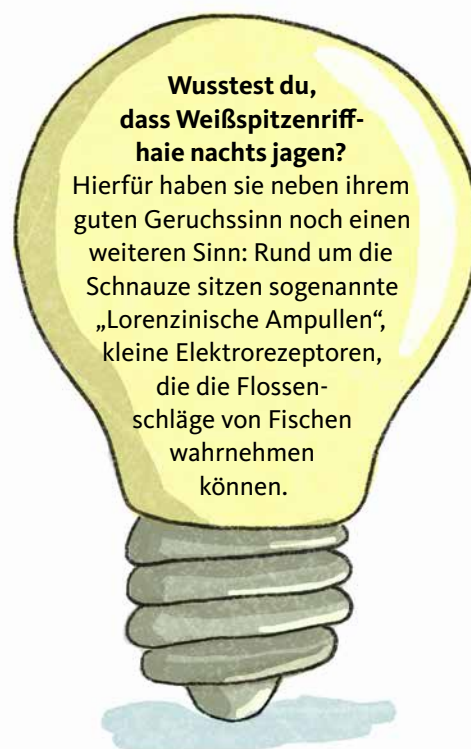 Wusstest du,
dass Weißspitzenriff-
haie nachts jagen?
Hierfür haben sie neben ihrem
guten Geruchssinn noch einen
weiteren Sinn: Rund um die
Schnauze sitzen sogenannte
„Lorenzinische Ampullen“,
kleine Elektrorezeptoren,
die die Flossen-
schläge von Fischen
wahrnehmen
können.